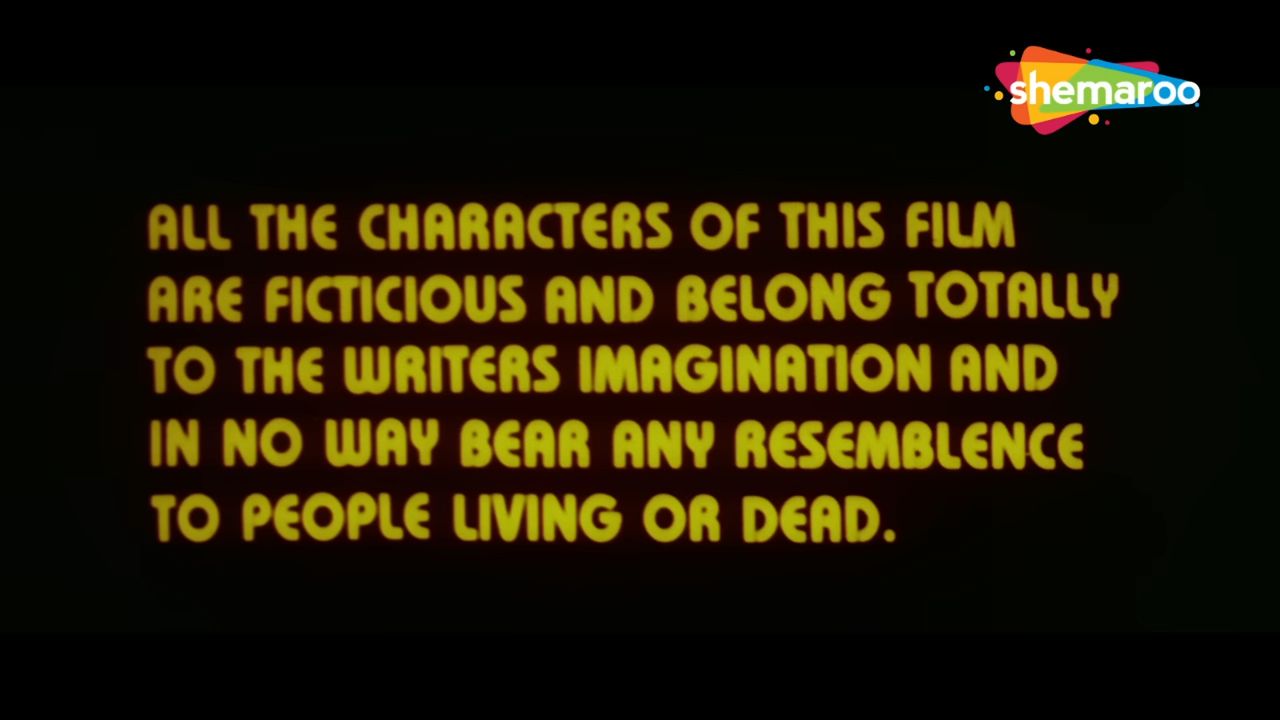 shemaroo
ALL THE CHARACTERS OF THIS FILM
ARE FICTICIOUS AND BELONG TOTALLY
TO THE WRITERS IMAGINATION AND
IN NO WAY BEAR ANY RESEMBLENCE
TO PEOPLE LIVING OR DEAD.